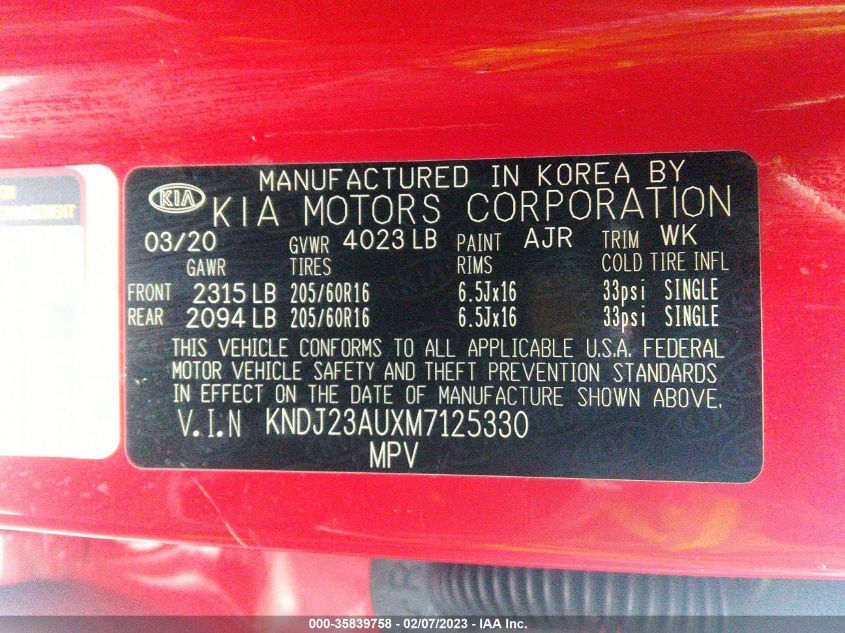 MANUFACTURED IN KOREA BY
KIA
KIA MOTORS CORPORATION
03/20 GVWR 4023 LB PAINT AJR TRIM WK
GAWR TIRES RIMS COLD TIRE INFL
FRONT 2315 LB 205/60R16 6.5Jx16 33psi SINGLE
REAR 2094 LB 205/60R16 6.5Jx16 33psi SINGLE
THIS VEHICLE CONFORMS TO ALL APPLICABLE U.S.A. FEDERAL
MOTOR VEHICLE SAFETY AND THEFT PREVENTION STANDARDS
IN EFFECT ON THE DATE OF MANUFACTURE SHOWN ABOVE.
V.I.N KNDJ23AUXM7125330
MPV
000-35839758 - 02/07/2023 - IAA Inc.